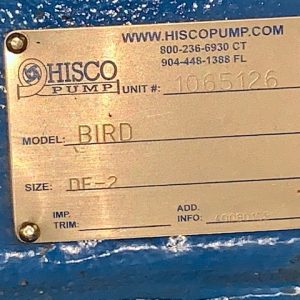 WWW.HISCOPUMP.COM
800-236-6930 CT
904-448-1388 FL
HISCO
PUMP
UNIT #: 1065126
MODEL: BIRD
SIZE: DE-2
IMP. TRIM:
ADD. INFO: